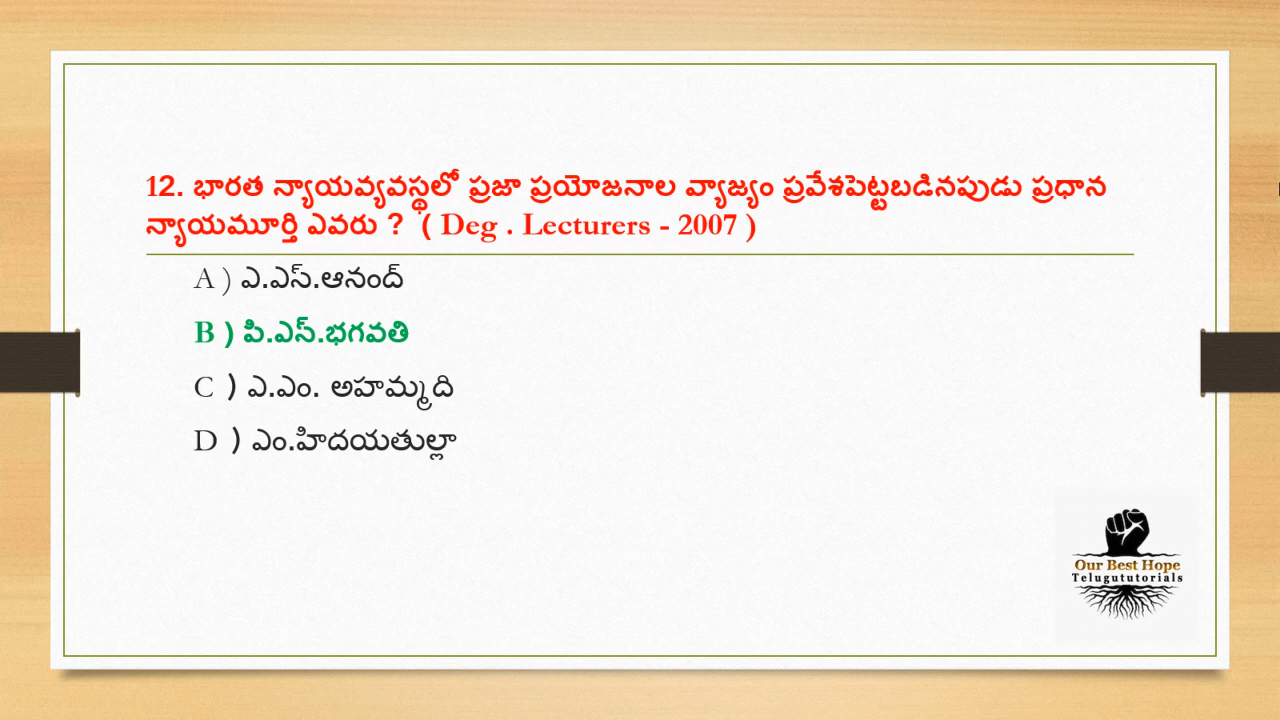 12. భారత న్యాయవ్యవస్థలో ప్రజా ప్రయోజనాల వ్యాజ్యం ప్రవేశపెట్టబడినపుడు ప్రధాన
న్యాయమూర్తి ఎవరు ? ( Deg . Lecturers - 2007 )
A ) ఎ.ఎస్.ఆనంద్
B ) పి.ఎస్.భగవతి
C ) ఎ.ఎం. అహమ్మది
D ) ఎం.హిదయతుల్లా
Our Best Hope
Telugututorials